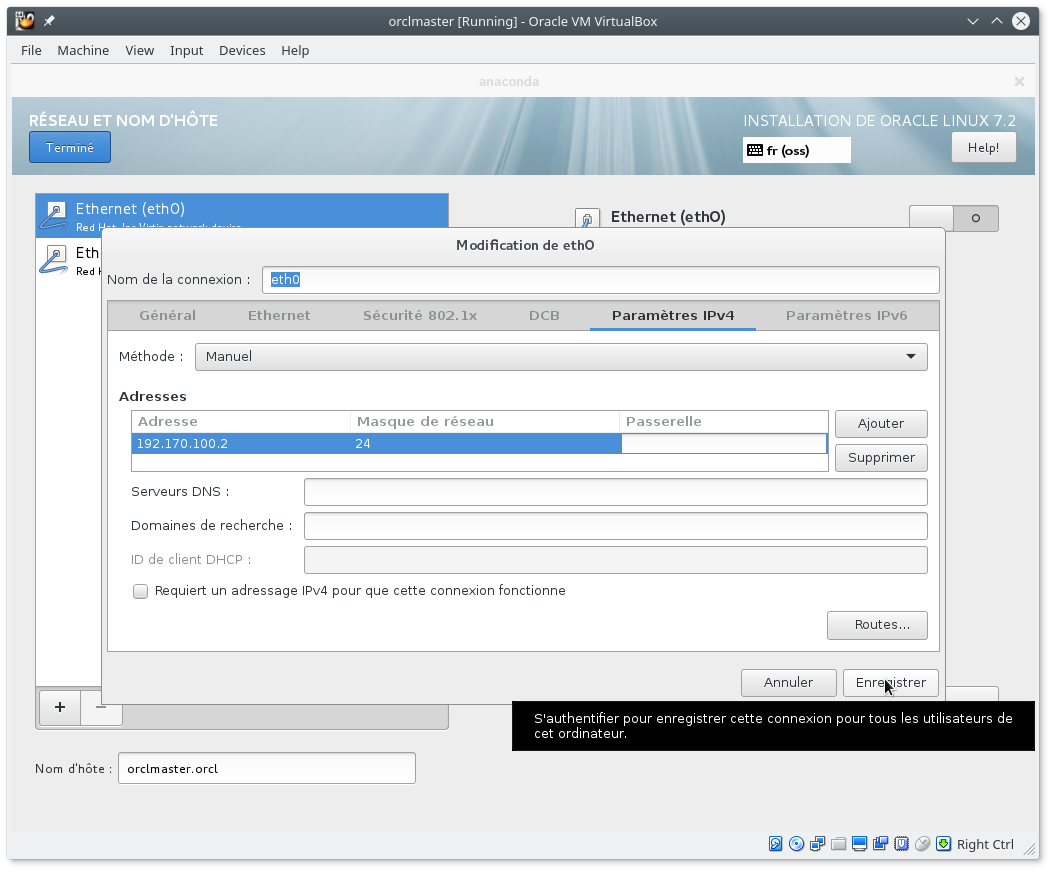 orclmaster [Running] - Oracle VM VirtualBox
File Machine View Input Devices Help
anaconda
RÉSEAU ET NOM D'HÔTE
INSTALLATION DE ORACLE LINUX 7.2
Terminé
fr (oss)
Help!
Ethernet (eth0)
Red Hat, Inc Virtio network device
Ethernet (eth0)
O
Eth
Red H
Modification de eth0
Nom de la connexion : eth0
Général Ethernet Sécurité 802.1x DCB Paramètres IPv4 Paramètres IPv6
Méthode : Manuel
Adresses
Adresse Masque de réseau Passerelle
192.170.100.2 24
Ajouter
Supprimer
Serveurs DNS :
Domaines de recherche :
ID de client DHCP :
Requiert un adressage IPv4 pour que cette connexion fonctionne
Routes...
Annuler Enregistrer
+ −
S'authentifier pour enregistrer cette connexion pour tous les utilisateurs de
cet ordinateur.
Nom d'hôte : orclmaster.orcl
Right Ctrl